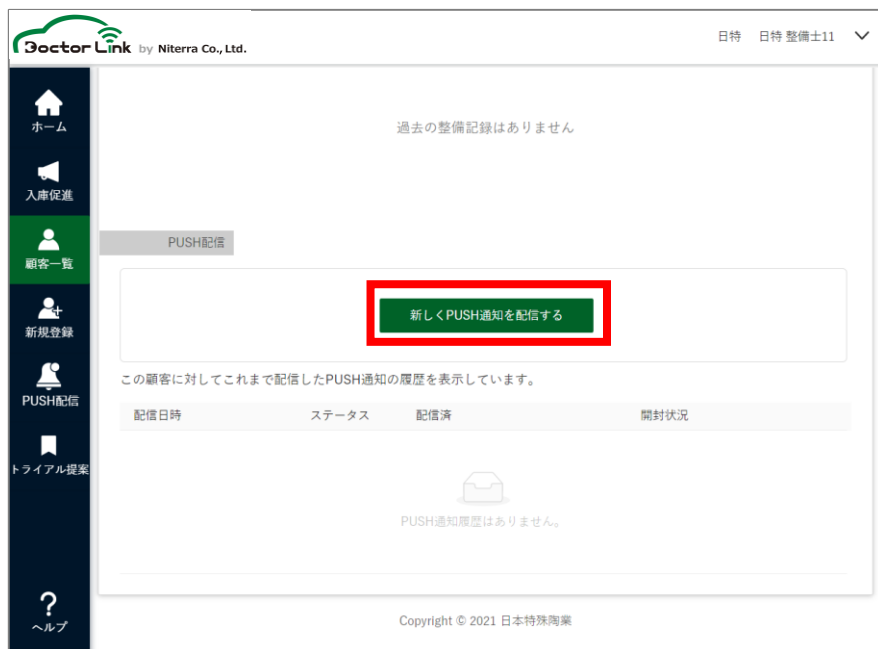 Doctor Link by Niterra Co., Ltd.
日特 日特 整備士11
ホーム
入庫促進
顧客一覧
新規登録
PUSH配信
トライアル提案
ヘルプ
過去の整備記録はありません
PUSH配信
新しくPUSH通知を配信する
この顧客に対してこれまで配信したPUSH通知の履歴を表示しています。
配信日時 ステータス 配信済 開封状況
PUSH通知履歴はありません。
Copyright © 2021 日本特殊陶業